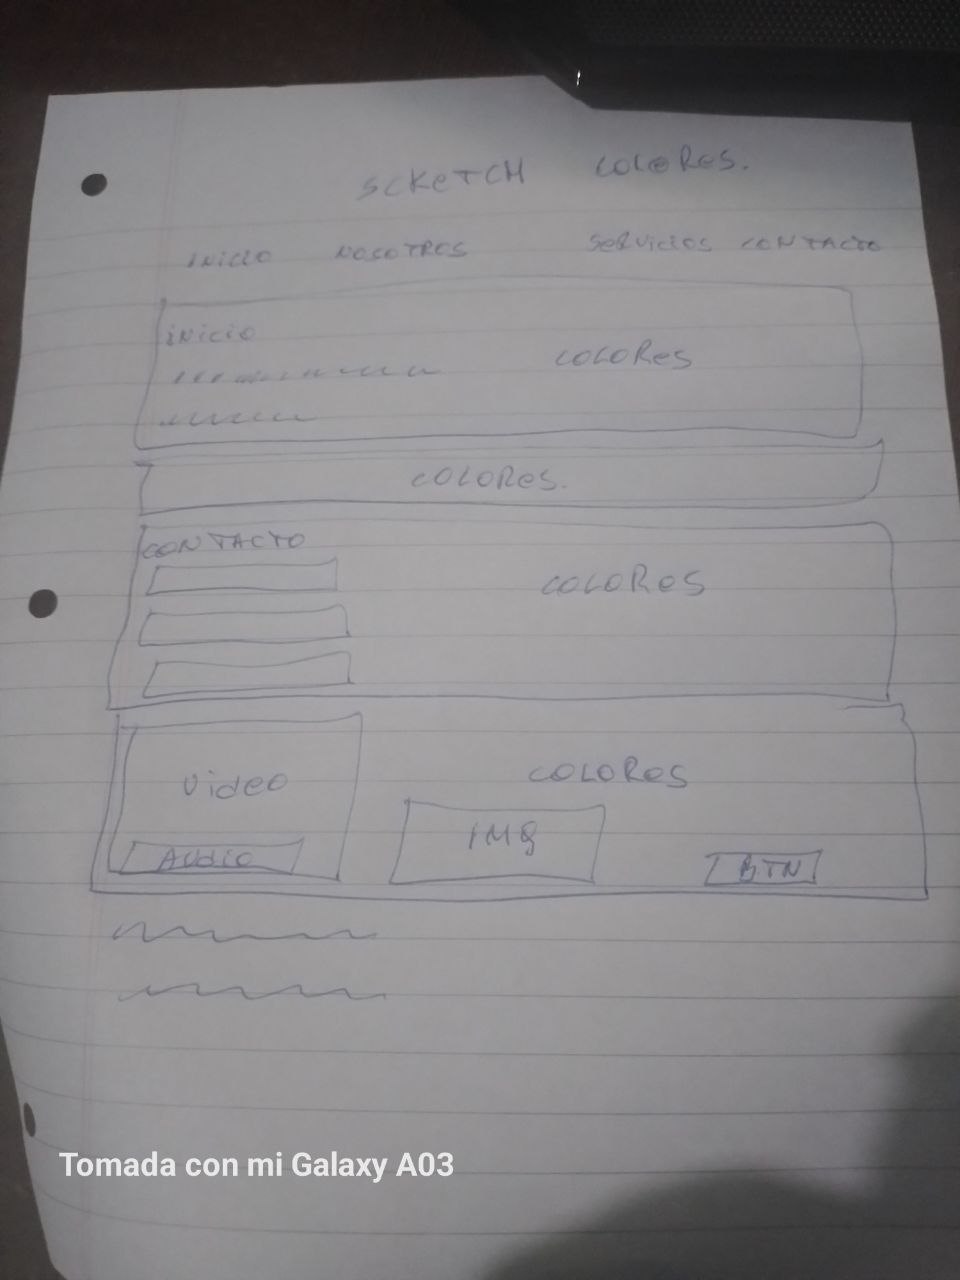 SCKETCH COLORES.
INICIO NOSOTROS SERVICIOS CONTACTO
INICIO
COLORES
COLORES.
CONTACTO
COLORES
Video
COLORES
IMG
AUDIO
BTN
Tomada con mi Galaxy A03